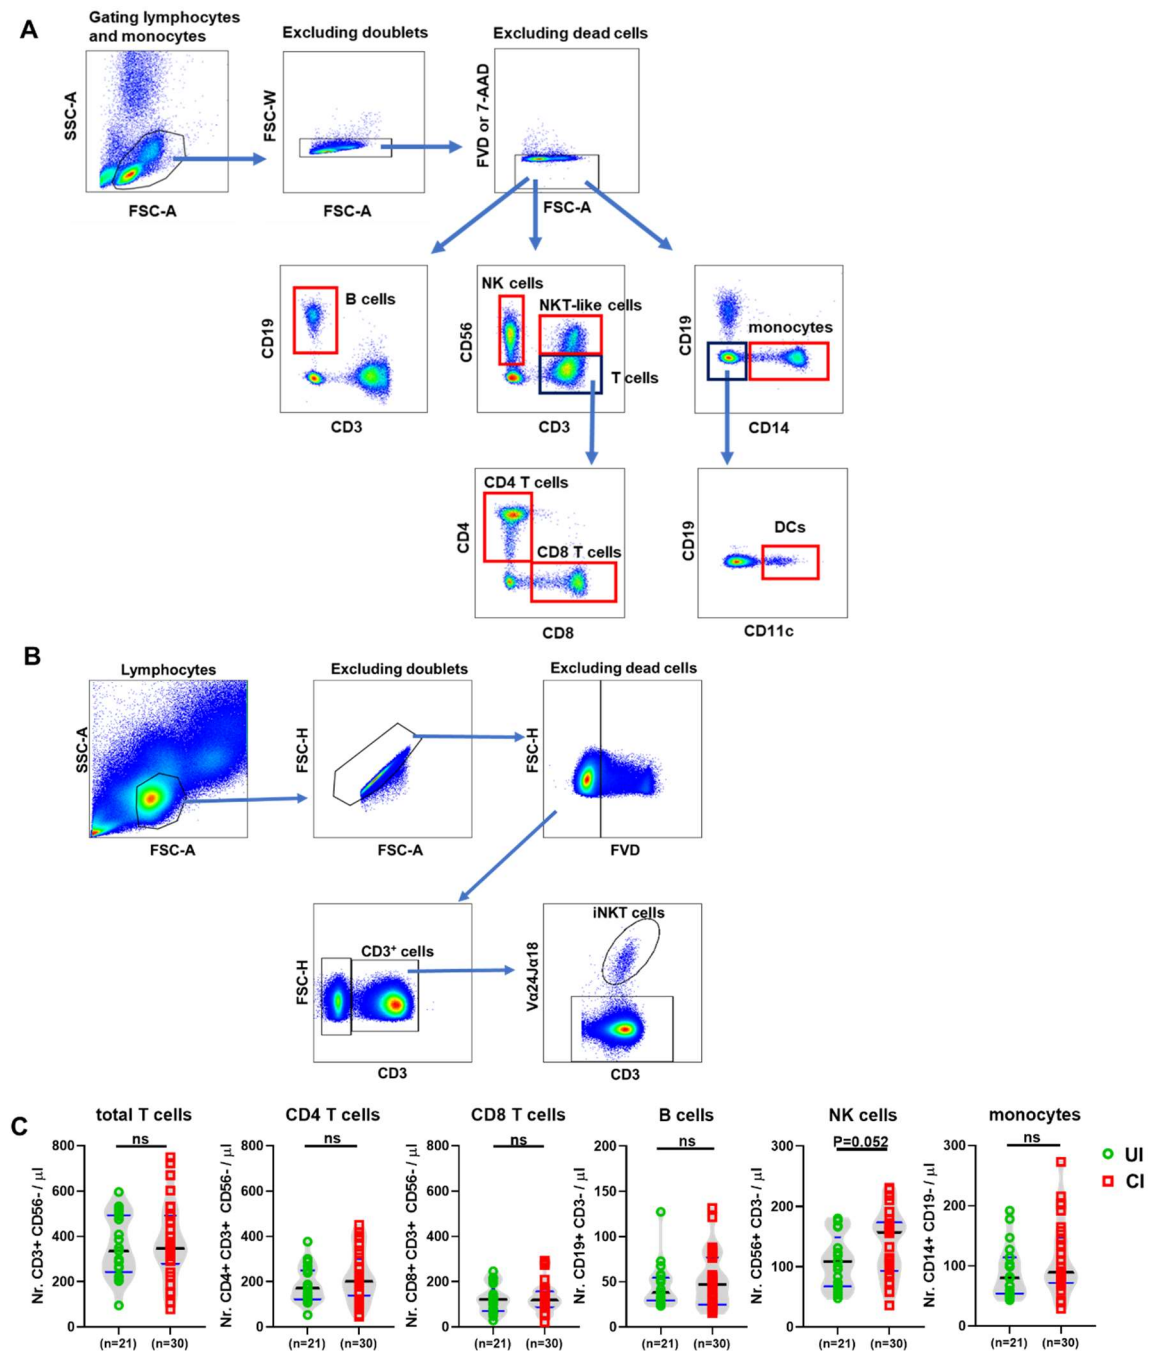 A
Gating lymphocytes
and monocytes
Excluding doublets
Excluding dead cells
SSC-A
FSC-A
FSC-W
FSC-A
FVD or 7-AAD
FSC-A
B cells
CD19
CD3
NK cells
NKT-like cells
T cells
CD56
CD3
monocytes
CD19
CD14
CD4 T cells
CD8 T cells
CD4
CD8
DCs
CD19
CD11c
B
Lymphocytes
Excluding doublets
Excluding dead cells
SSC-A
FSC-A
FSC-H
FSC-A
FSC-H
FVD
CD3⁺ cells
FSC-H
CD3
iNKT cells
Vα24Jα18
CD3
C
total T cells
ns
Nr. CD3+ CD56- / µl
800
600
400
200
0
(n=21)
(n=30)
CD4 T cells
ns
Nr. CD4+ CD3+ CD56- / µl
800
600
400
200
0
(n=21)
(n=30)
CD8 T cells
ns
Nr. CD8+ CD3+ CD56- / µl
800
600
400
200
0
(n=21)
(n=30)
B cells
ns
Nr. CD19+ CD3- / µl
200
150
100
50
0
(n=21)
(n=30)
NK cells
P=0.052
Nr. CD56+ CD3- / µl
300
200
100
0
(n=21)
(n=30)
monocytes
ns
Nr. CD14+ CD19- / µl
300
200
100
0
(n=21)
(n=30)
UI
CI